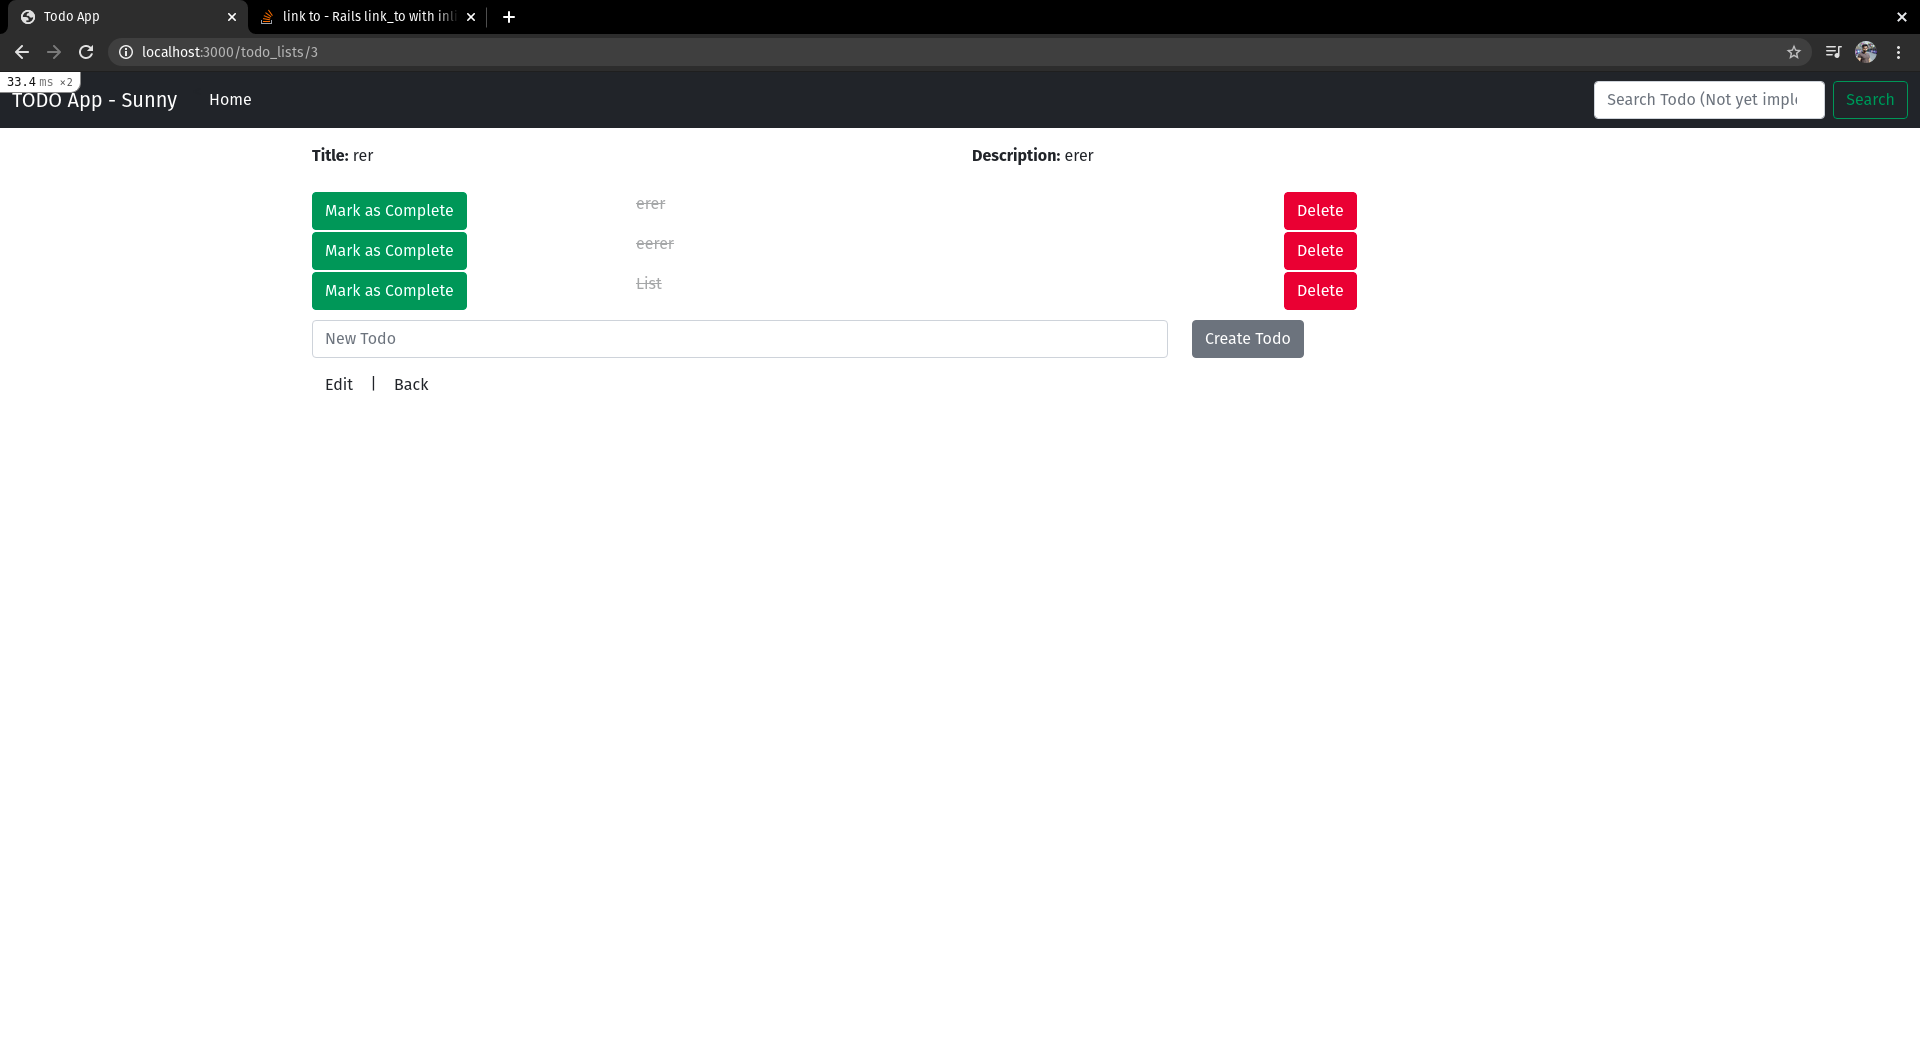 Todo App
link to - Rails link_to with inl
localhost:3000/todo_lists/3
33.4 ms ×2
TODO App - Sunny
Home
Search Todo (Not yet imple
Search
Title: rer
Description: erer
Mark as Complete
erer
Delete
Mark as Complete
eerer
Delete
Mark as Complete
List
Delete
New Todo
Create Todo
Edit | Back